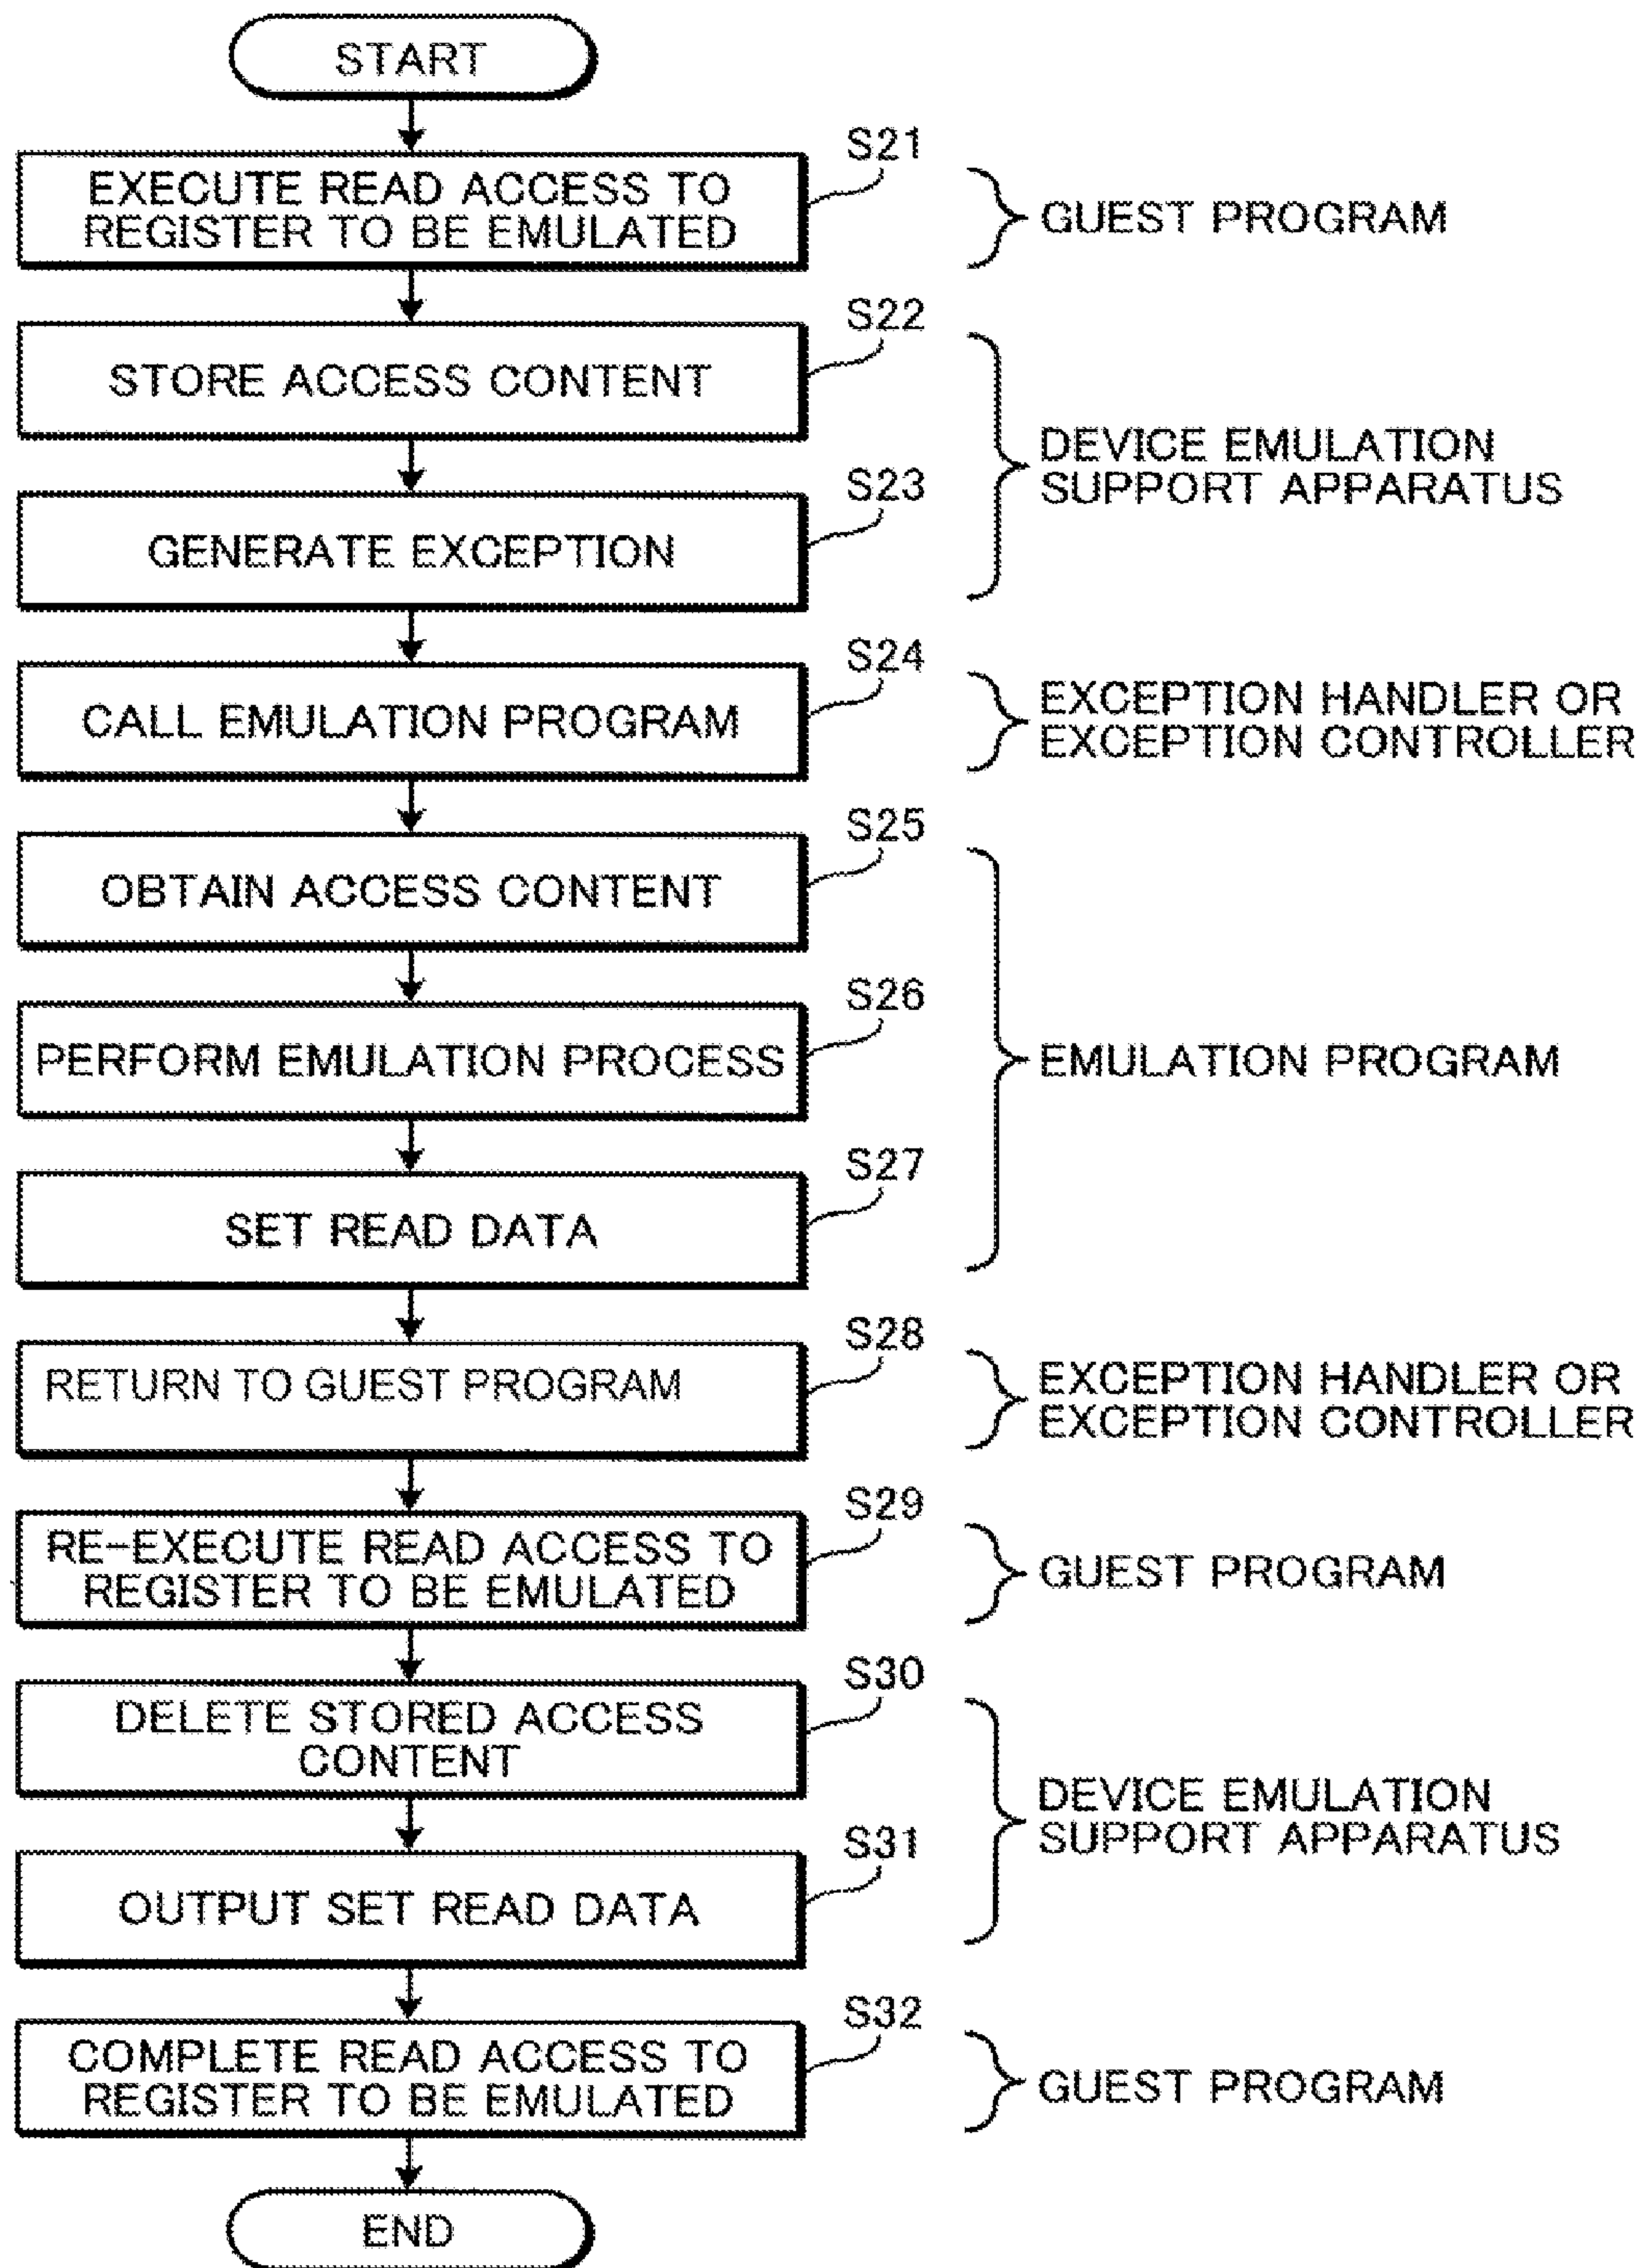 START
S21
EXECUTE READ ACCESS TO
REGISTER TO BE EMULATED
GUEST PROGRAM
S22
STORE ACCESS CONTENT
DEVICE EMULATION
SUPPORT APPARATUS
S23
GENERATE EXCEPTION
S24
CALL EMULATION PROGRAM
EXCEPTION HANDLER OR
EXCEPTION CONTROLLER
S25
OBTAIN ACCESS CONTENT
S26
PERFORM EMULATION PROCESS
EMULATION PROGRAM
S27
SET READ DATA
S28
RETURN TO GUEST PROGRAM
EXCEPTION HANDLER OR
EXCEPTION CONTROLLER
S29
RE-EXECUTE READ ACCESS TO
REGISTER TO BE EMULATED
GUEST PROGRAM
S30
DELETE STORED ACCESS
CONTENT
DEVICE EMULATION
SUPPORT APPARATUS
S31
OUTPUT SET READ DATA
S32
COMPLETE READ ACCESS TO
REGISTER TO BE EMULATED
GUEST PROGRAM
END